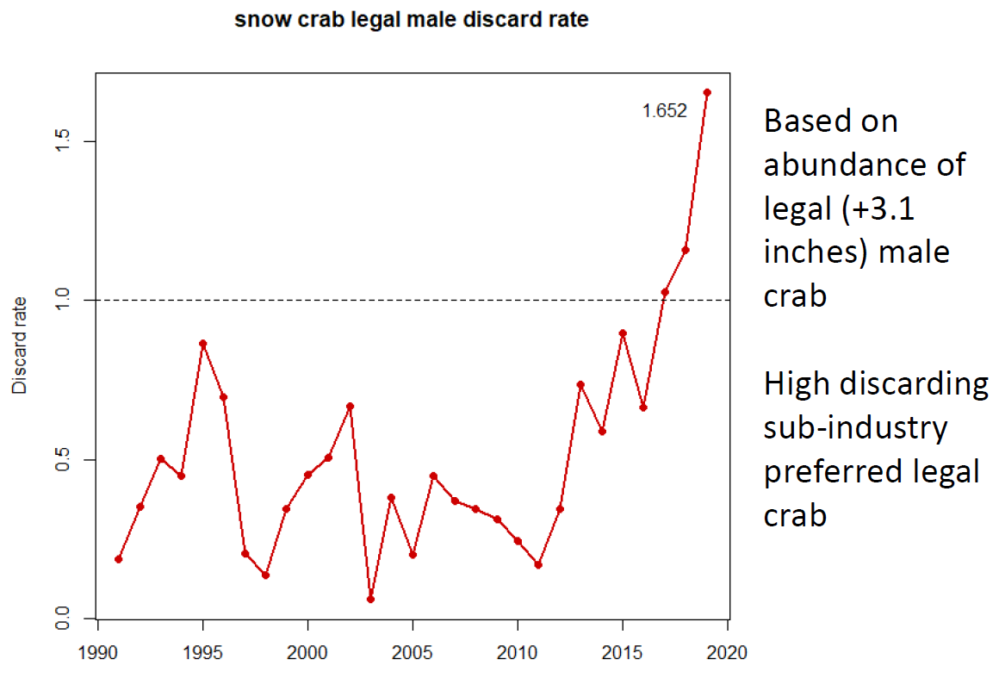 snow crab legal male discard rate
1.652
1.5
1.0
0.5
0.0
Discard rate
1990 1995 2000 2005 2010 2015 2020
Based on
abundance of
legal (+3.1
inches) male
crab
High discarding
sub-industry
preferred legal
crab